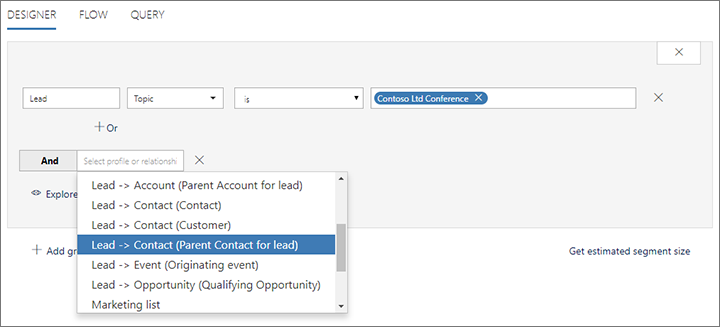 DESIGNER FLOW QUERY
Lead Topic is Contoso Ltd Conference
Or
And Select profile or relationshi
Explore
Lead -> Account (Parent Account for lead)
Lead -> Contact (Contact)
Lead -> Contact (Customer)
Lead -> Contact (Parent Contact for lead)
Lead -> Event (Originating event)
Lead -> Opportunity (Qualifying Opportunity)
Marketing list
Add gr
Get estimated segment size